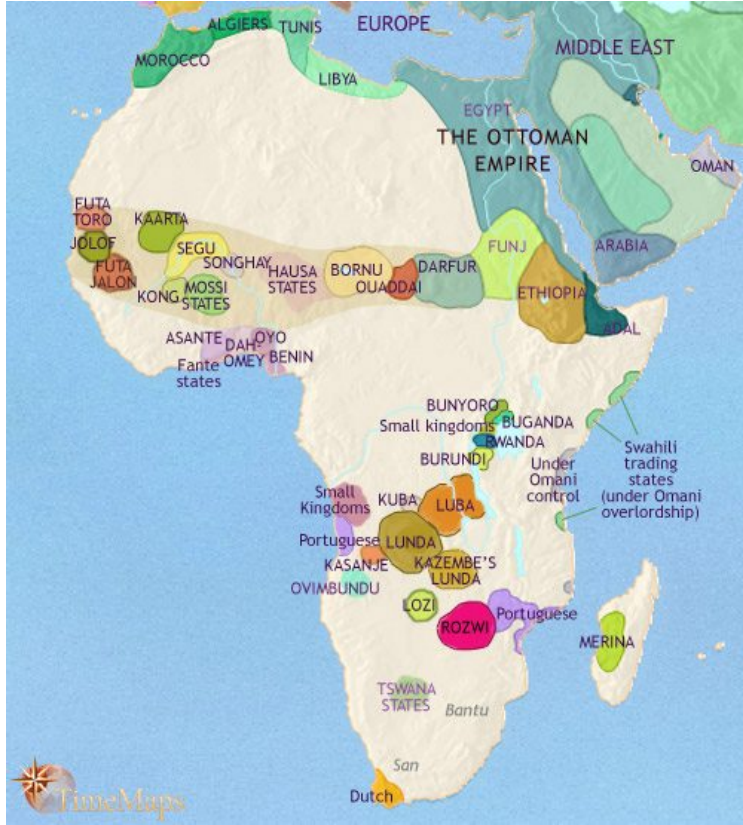 EUROPE
ALGIERS
TUNIS
MOROCCO
MIDDLE EAST
LIBYA
EGYPT
THE OTTOMAN
EMPIRE
OMAN
FUTA
TORO
KAARTA
JOLOF
SEGU
SONGHAY
FUTA
JALON
HAUSA
STATES
BORNU
OUADDAI
DARFUR
FUNJ
ARABIA
ETHIOPIA
KONG
MOSSI
STATES
ADAL
ASANTE
DAH-
OMEY
OYO
BENIN
Fante
states
BUNYORO
Small kingdoms
BUGANDA
RWANDA
BURUNDI
Under
Omani
control
Swahili
trading
states
(under Omani
overlordship)
Small
Kingdoms
KUBA
LUBA
Portuguese
LUNDA
KASANJE
KAZEMBE'S
LUNDA
OVIMBUNDU
LOZI
Portuguese
ROZWI
MERINA
TSWANA
STATES
Bantu
San
Dutch
TimeMaps